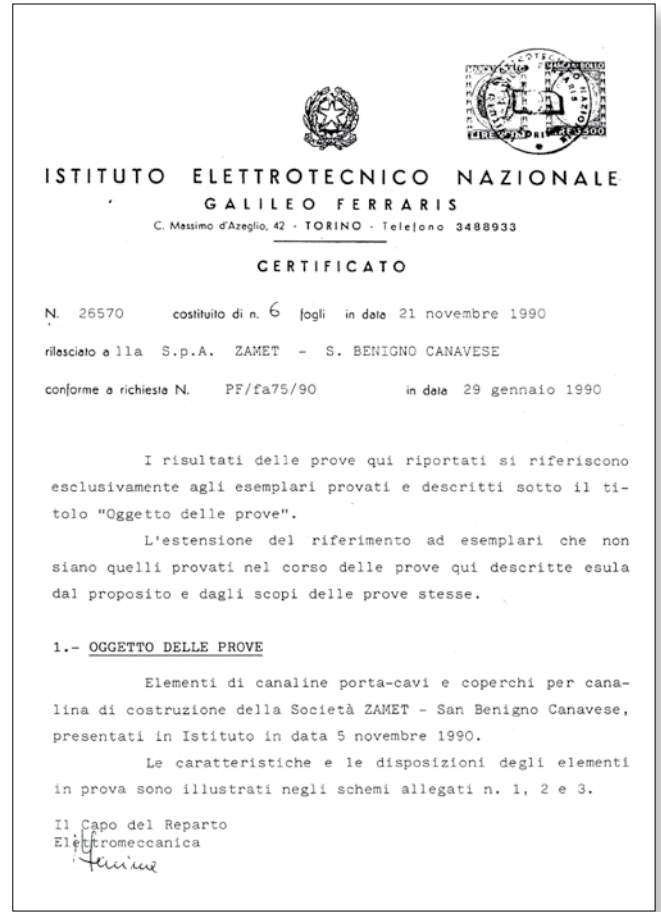 ISTITUTO ELETTROTECNICO NAZIONALE
GALILEO FERRARIS
C. Massimo d'Azeglio, 42 - TORINO - Telefono 3488933
CERTIFICATO
N. 26570 costituito di n. 6 fogli in data 21 novembre 1990
rilasciato a lla S.p.A. ZAMET - S. BENIGNO CANAVESE
conforme a richiesta N. PF/fa75/90 in data 29 gennaio 1990
I risultati delle prove qui riportati si riferiscono
esclusivamente agli esemplari provati e descritti sotto il ti-
tolo "Oggetto delle prove".
L'estensione del riferimento ad esemplari che non
siano quelli provati nel corso delle prove qui descritte esula
dal proposito e dagli scopi delle prove stesse.
1.- OGGETTO DELLE PROVE
Elementi di canaline porta-cavi e coperchi per cana-
lina di costruzione della Società ZAMET - San Benigno Canavese,
presentati in Istituto in data 5 novembre 1990.
Le caratteristiche e le disposizioni degli elementi
in prova sono illustrati negli schemi allegati n. 1, 2 e 3.
Il Capo del Reparto
Elettromeccanica